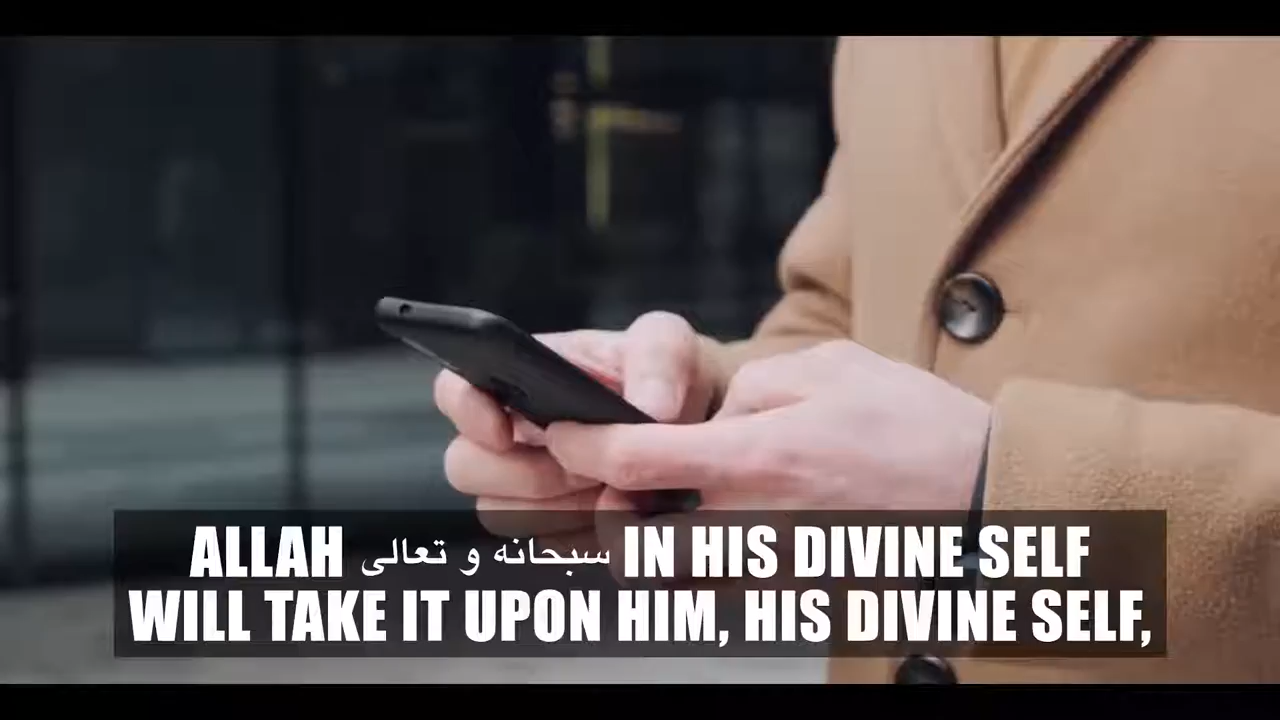 ALLAH سبحانه و تعالى IN HIS DIVINE SELF
WILL TAKE IT UPON HIM, HIS DIVINE SELF,